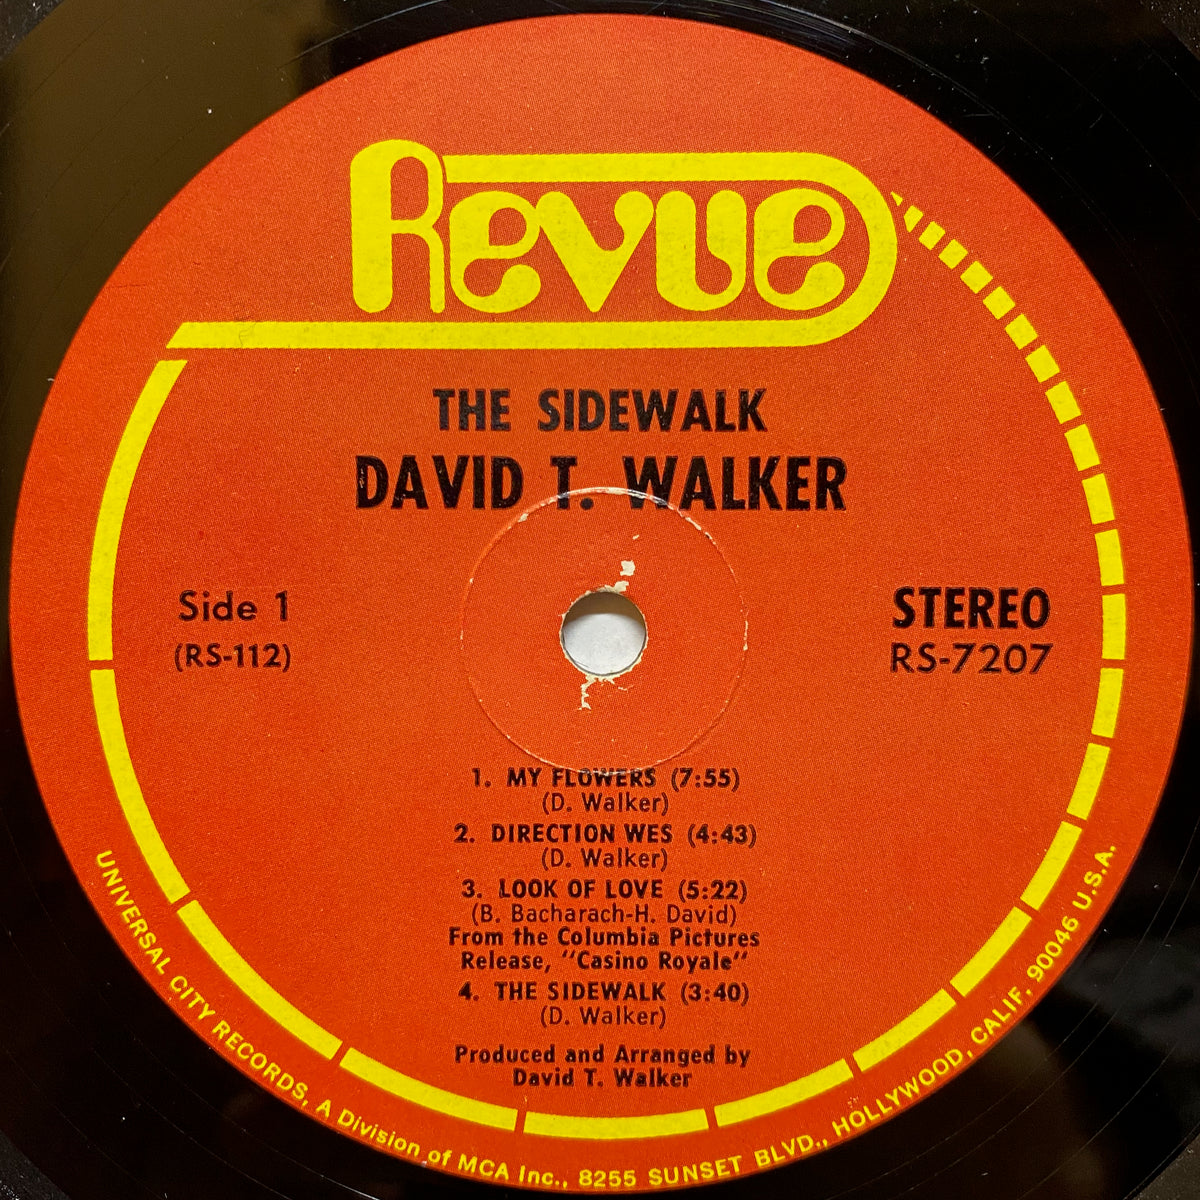 Revue
THE SIDEWALK
DAVID T. WALKER
Side 1
(RS-112)
STEREO
RS-7207
1. MY FLOWERS (7:55)
(D. Walker)
2. DIRECTION WES (4:43)
(D. Walker)
3. LOOK OF LOVE (5:22)
(B. Bacharach-H. David)
From the Columbia Pictures
Release, "Casino Royale"
4. THE SIDEWALK (3:40)
(D. Walker)
Produced and Arranged by
David T. Walker
UNIVERSAL CITY RECORDS, A Division of MCA Inc., 8255 SUNSET BLVD., HOLLYWOOD, CALIF. 90046 U.S.A.